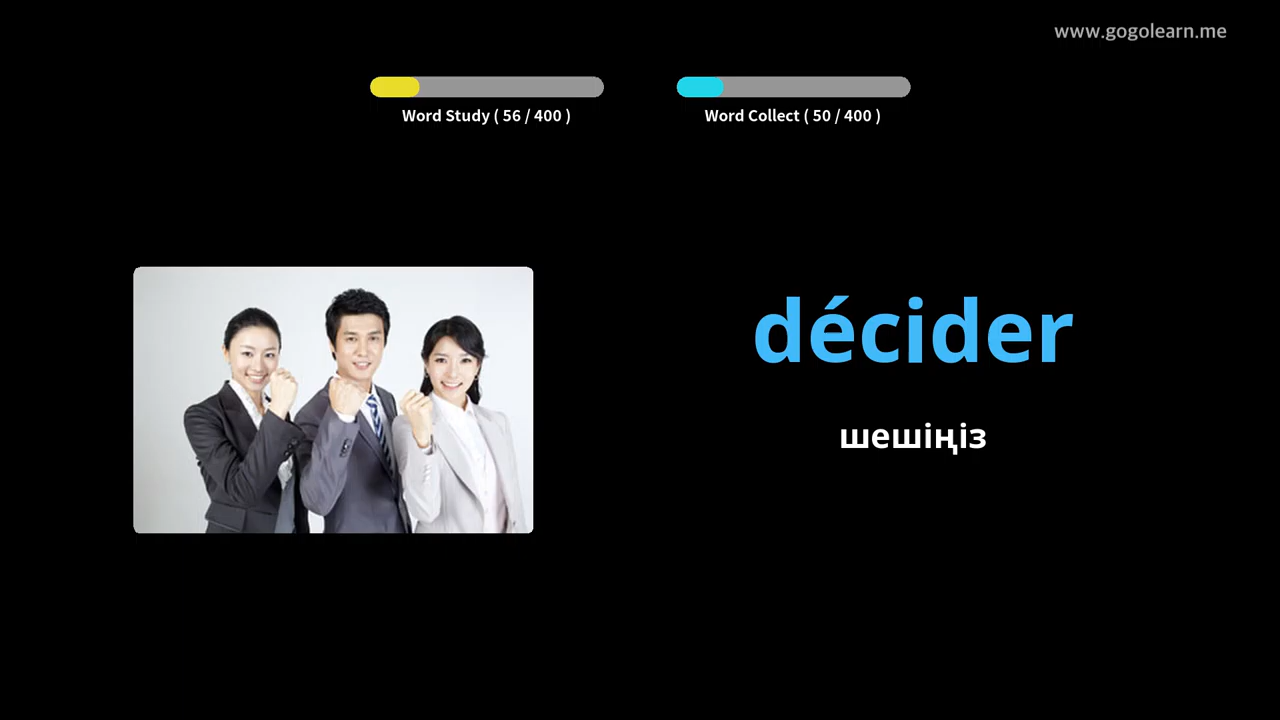 www.gogolearn.me
Word Study ( 56 / 400 )
Word Collect ( 50 / 400 )
décider
шешіңіз